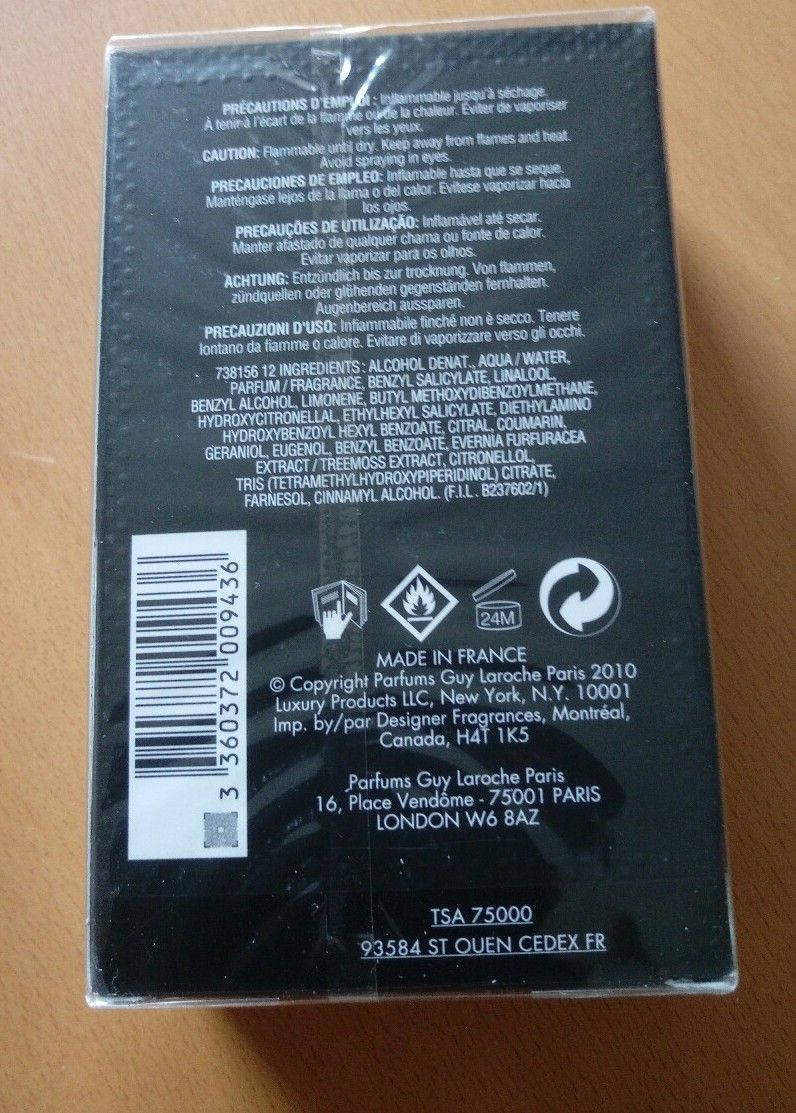 PRÉCAUTIONS D'EMPLOI : Inflammable jusqu'à séchage.
À tenir à l'écart de la flamme ou de la chaleur. Éviter de vaporiser
vers les yeux.
CAUTION: Flammable until dry. Keep away from flames and heat.
Avoid spraying in eyes.
PRECAUCIONES DE EMPLEO: Inflamable hasta que se seque.
Manténgase lejos de la llama o del calor. Evítese vaporizar hacia
los ojos.
PRECAUÇÕES DE UTILIZAÇÃO: Inflamável até secar.
Manter afastado de qualquer chama ou fonte de calor.
Evitar vaporizar para os olhos.
ACHTUNG: Entzündlich bis zur trocknung. Von flammen,
zündquellen oder glühenden gegenständen fernhalten.
Augenbereich aussparen.
PRECAUZIONI D'USO: Infiammabile finché non è secco. Tenere
lontano da fiamme o calore. Evitare di vaporizzare verso gli occhi.
738156 12 INGREDIENTS: ALCOHOL DENAT., AQUA / WATER,
PARFUM / FRAGRANCE, BENZYL SALICYLATE, LINALOOL,
BENZYL ALCOHOL, LIMONENE, BUTYL METHOXYDIBENZOYLMETHANE,
HYDROXYCITRONELLAL, ETHYLHEXYL SALICYLATE, DIETHYLAMINO
HYDROXYBENZOYL HEXYL BENZOATE, CITRAL, COUMARIN,
GERANIOL, EUGENOL, BENZYL BENZOATE, EVERNIA FURFURACEA
EXTRACT / TREEMOSS EXTRACT, CITRONELLOL,
TRIS (TETRAMETHYLHYDROXYPIPERIDINOL) CITRATE,
FARNESOL, CINNAMYL ALCOHOL. (F.I.L. B237602/1)
3 360372 009436
24M
MADE IN FRANCE
© Copyright Parfums Guy Laroche Paris 2010
Luxury Products LLC, New York, N.Y. 10001
Imp. by/par Designer Fragrances, Montréal,
Canada, H4T 1K5
Parfums Guy Laroche Paris
16, Place Vendôme - 75001 PARIS
LONDON W6 8AZ
TSA 75000
93584 ST OUEN CEDEX FR